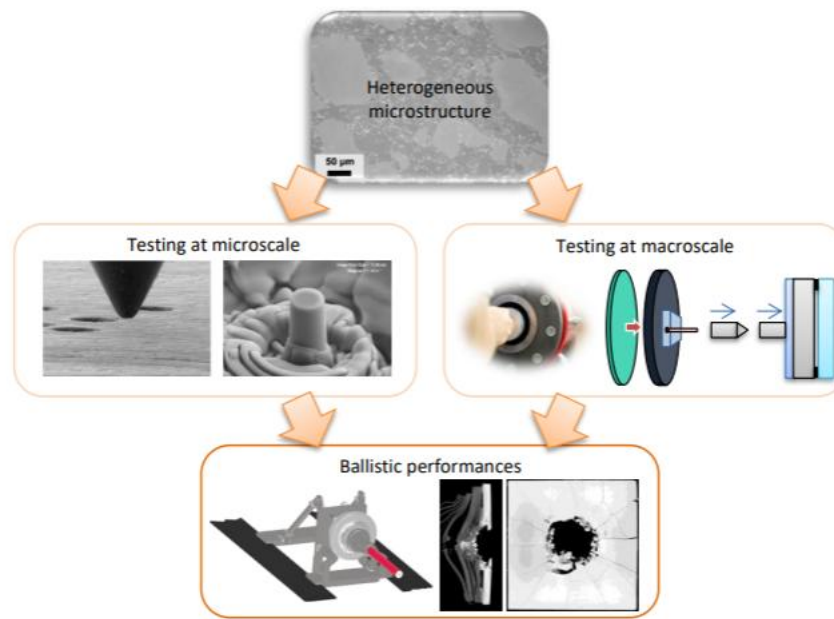 Heterogeneous
microstructure
50 µm
Testing at microscale
Testing at macroscale
Ballistic performances